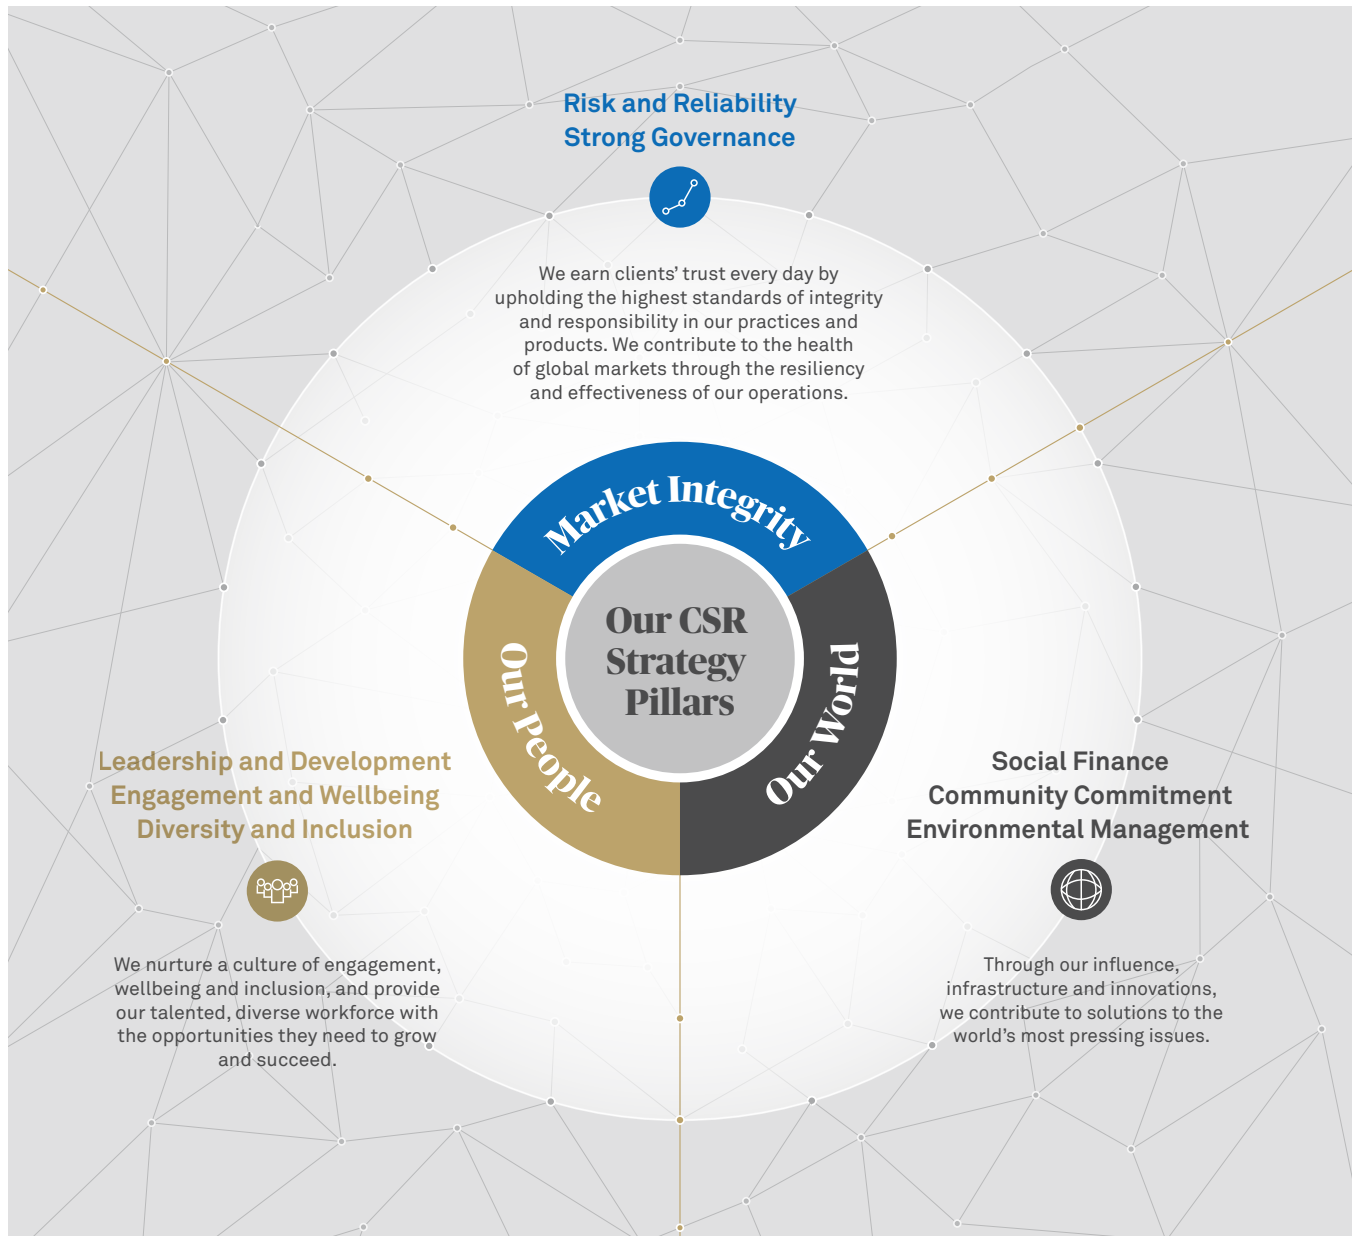 Risk and Reliability
Strong Governance
We earn clients’ trust every day by
upholding the highest standards of integrity
and responsibility in our practices and
products. We contribute to the health
of global markets through the resiliency
and effectiveness of our operations.
Market Integrity
Our CSR
Strategy
Pillars
Our People
Our World
Leadership and Development
Engagement and Wellbeing
Diversity and Inclusion
We nurture a culture of engagement,
wellbeing and inclusion, and provide
our talented, diverse workforce with
the opportunities they need to grow
and succeed.
Social Finance
Community Commitment
Environmental Management
Through our influence,
infrastructure and innovations,
we contribute to solutions to the
world’s most pressing issues.